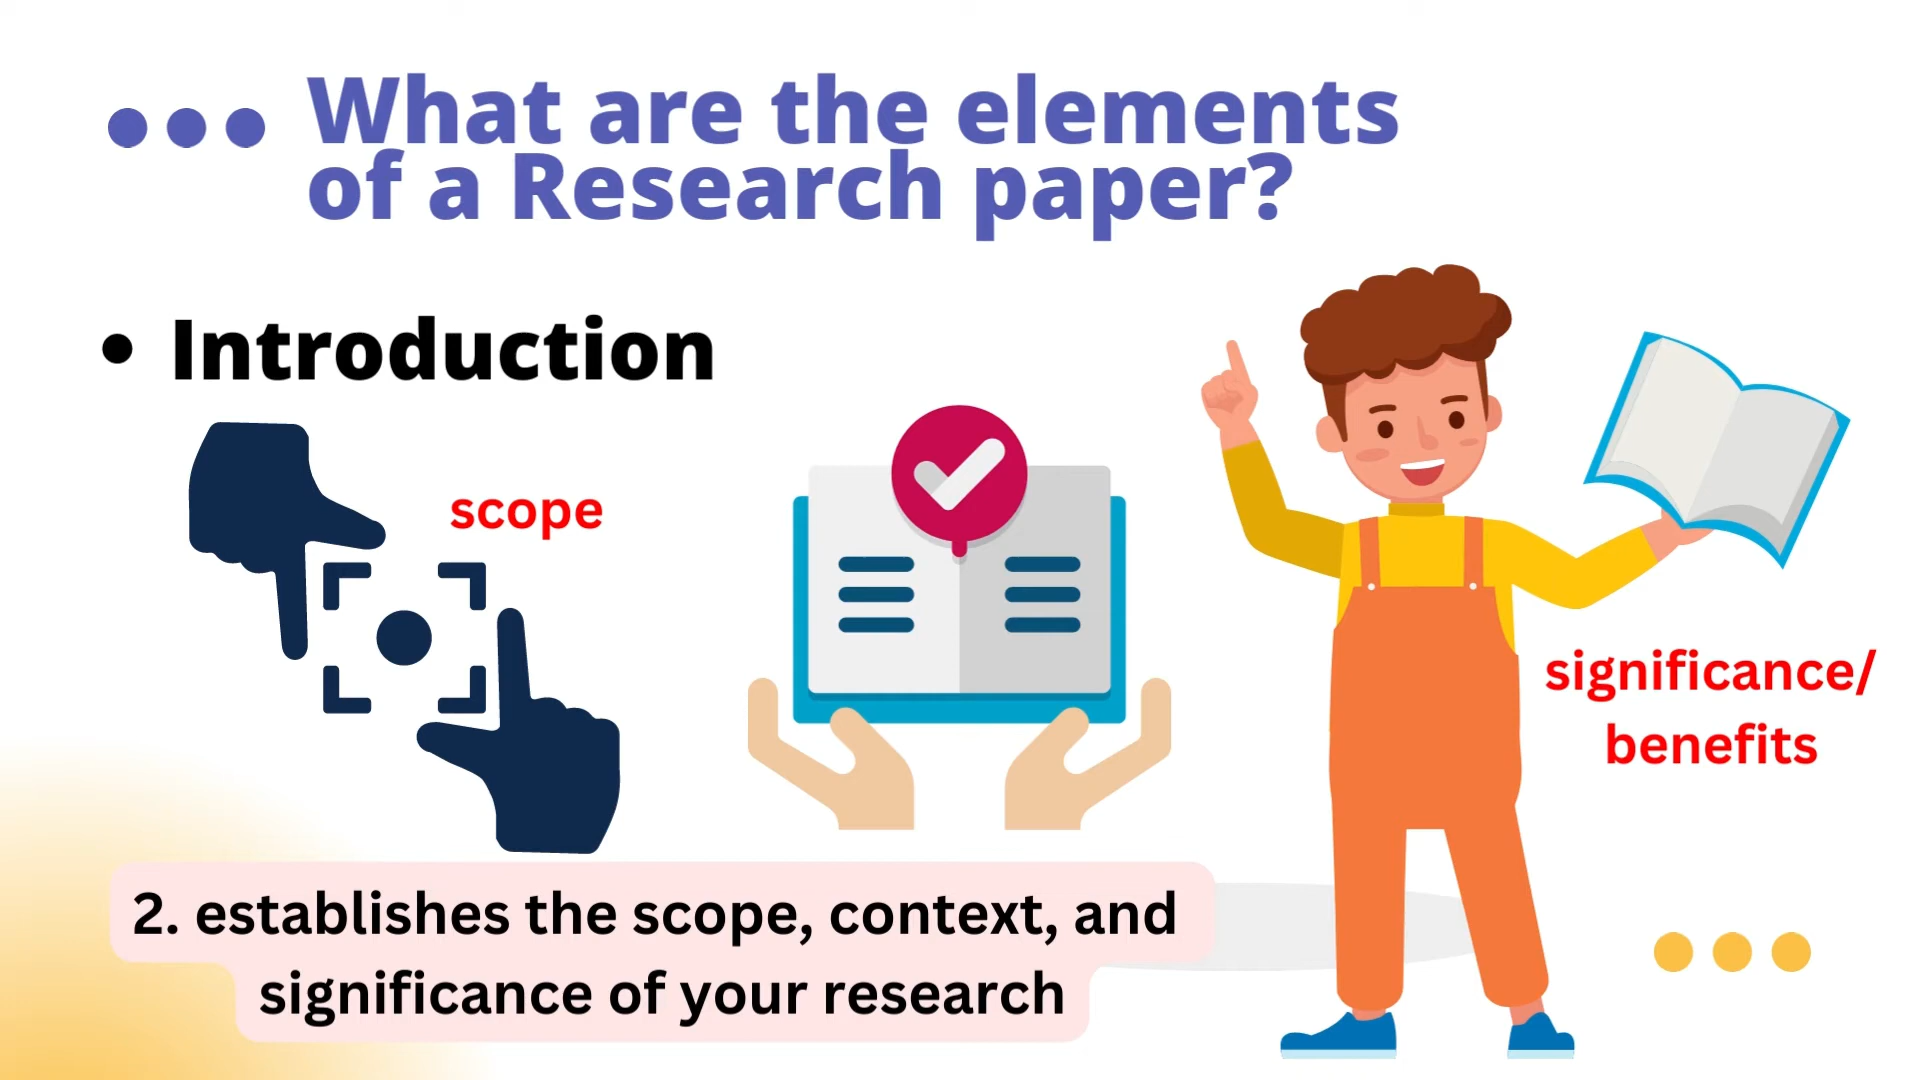 What are the elements
of a Research paper?
• Introduction
scope
significance/
benefits
2. establishes the scope, context, and
significance of your research